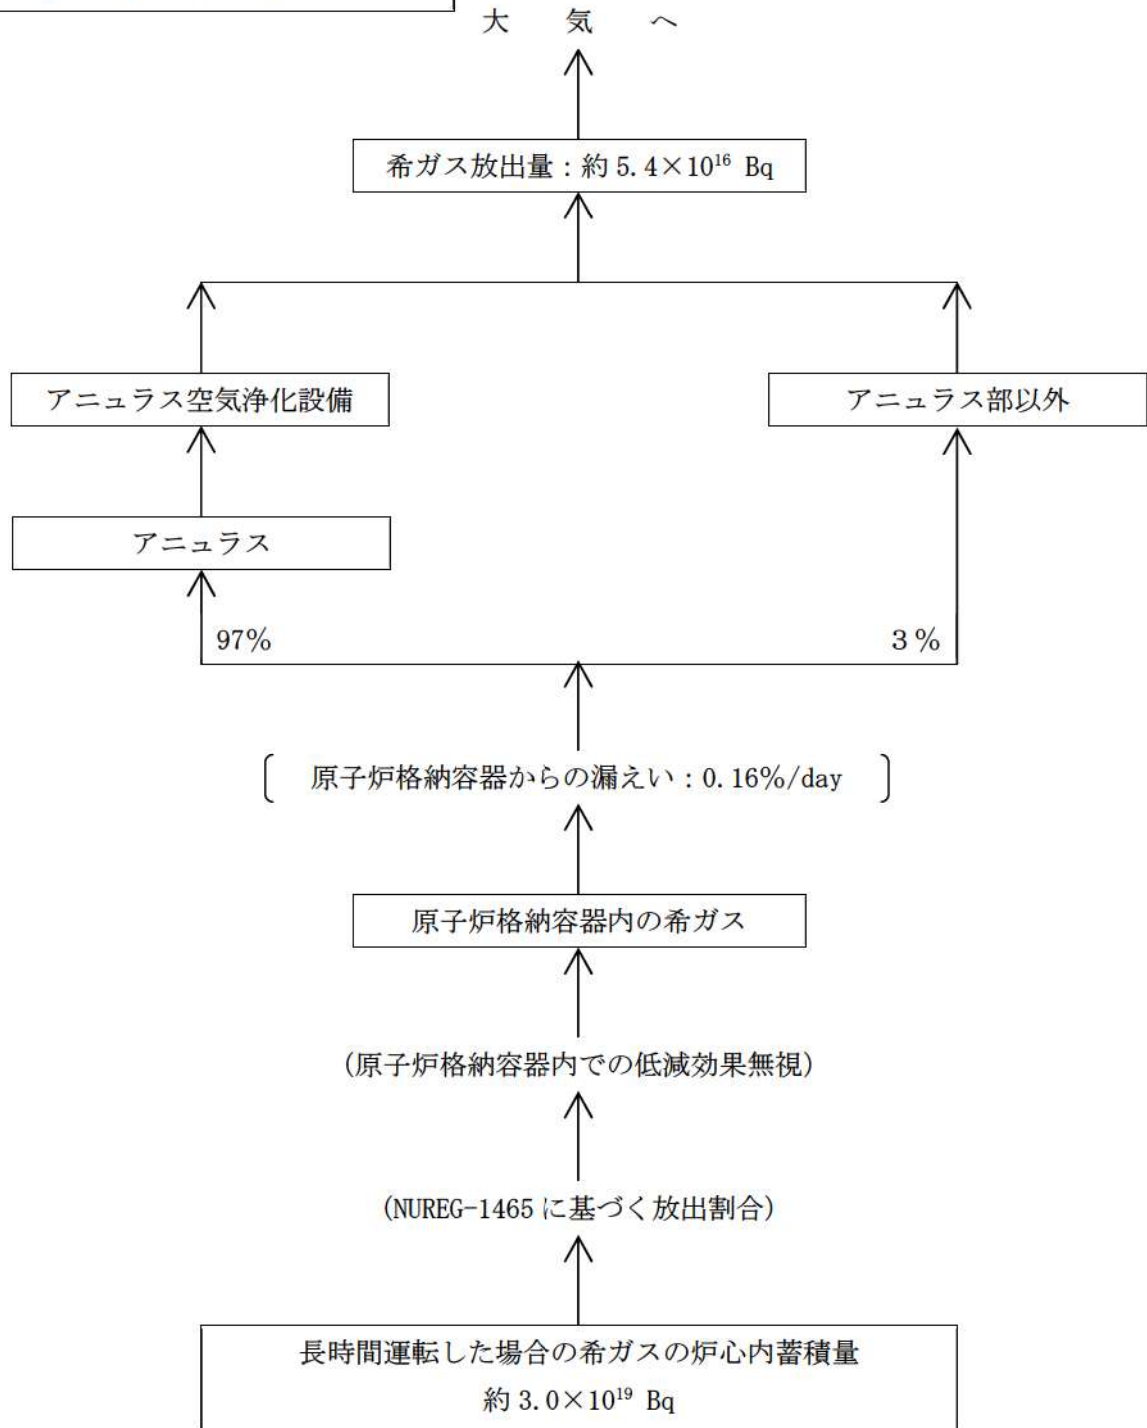 大 気 へ
希ガス放出量：約 5.4×10¹⁶ Bq
アニュラス空気浄化設備
アニュラス部以外
アニュラス
97%
3%
〔 原子炉格納容器からの漏えい：0.16%/day 〕
原子炉格納容器内の希ガス
(原子炉格納容器内での低減効果無視)
(NUREG-1465 に基づく放出割合)
長時間運転した場合の希ガスの炉心内蓄積量
約 3.0×10¹⁹ Bq